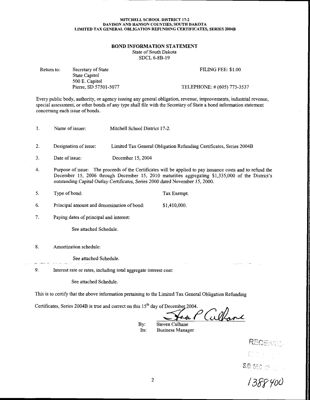 MITCHELL SCHOOL DISTRICT 17-2
DAVISON AND HANSON COUNTIES, SOUTH DAKOTA
LIMITED TAX GENERAL OBLIGATION REFUNDING CERTIFICATES, SERIES 2004B
BOND INFORMATION STATEMENT
State of South Dakota
SDCL 6-8B-19
Return to: Secretary of State FILING FEE: $1.00
State Capitol
500 E. Capitol
Pierre, SD 57501-5077 TELEPHONE: # (605) 773-3537
Every public body, authority, or agency issuing any general obligation, revenue, improvements, industrial revenue,
special assessment, or other bonds of any type shall file with the Secretary of State a bond information statement
concerning each issue of bonds.
1. Name of issuer: Mitchell School District 17-2
2. Designation of issue: Limited Tax General Obligation Refunding Certificates, Series 2004B
3. Date of issue: December 15, 2004
4. Purpose of issue: The proceeds of the Certificates will be applied to pay issuance costs and to refund the
December 15, 2006 through December 15, 2010 maturities aggregating $1,335,000 of the District's
outstanding Capital Outlay Certificates, Series 2000 dated November 15, 2000.
5. Type of bond: Tax Exempt.
6. Principal amount and denomination of bond: $1,410,000.
7. Paying dates of principal and interest:
See attached Schedule.
8. Amortization schedule:
See attached Schedule.
9. Interest rate or rates, including total aggregate interest cost:
See attached Schedule.
This is to certify that the above information pertaining to the Limited Tax General Obligation Refunding
Certificates, Series 2004B is true and correct on this 15th day of December 2004.
Steven P Culhane
By: Steven Culhane
Its: Business Manager
2
1388400